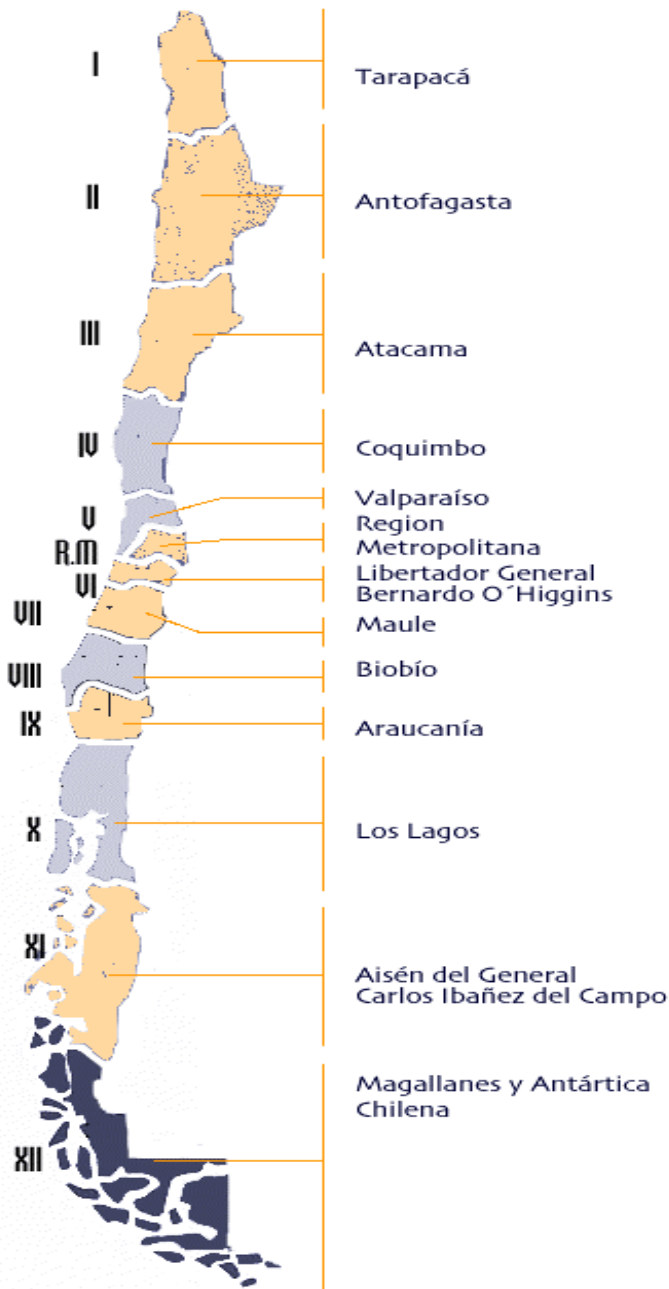 I
Tarapacá
II
Antofagasta
III
Atacama
IV
Coquimbo
V
Valparaíso
R.M
Region
Metropolitana
VI
Libertador General
Bernardo O´Higgins
VII
Maule
VIII
Biobío
IX
Araucanía
X
Los Lagos
XI
Aisén del General
Carlos Ibañez del Campo
XII
Magallanes y Antártica
Chilena